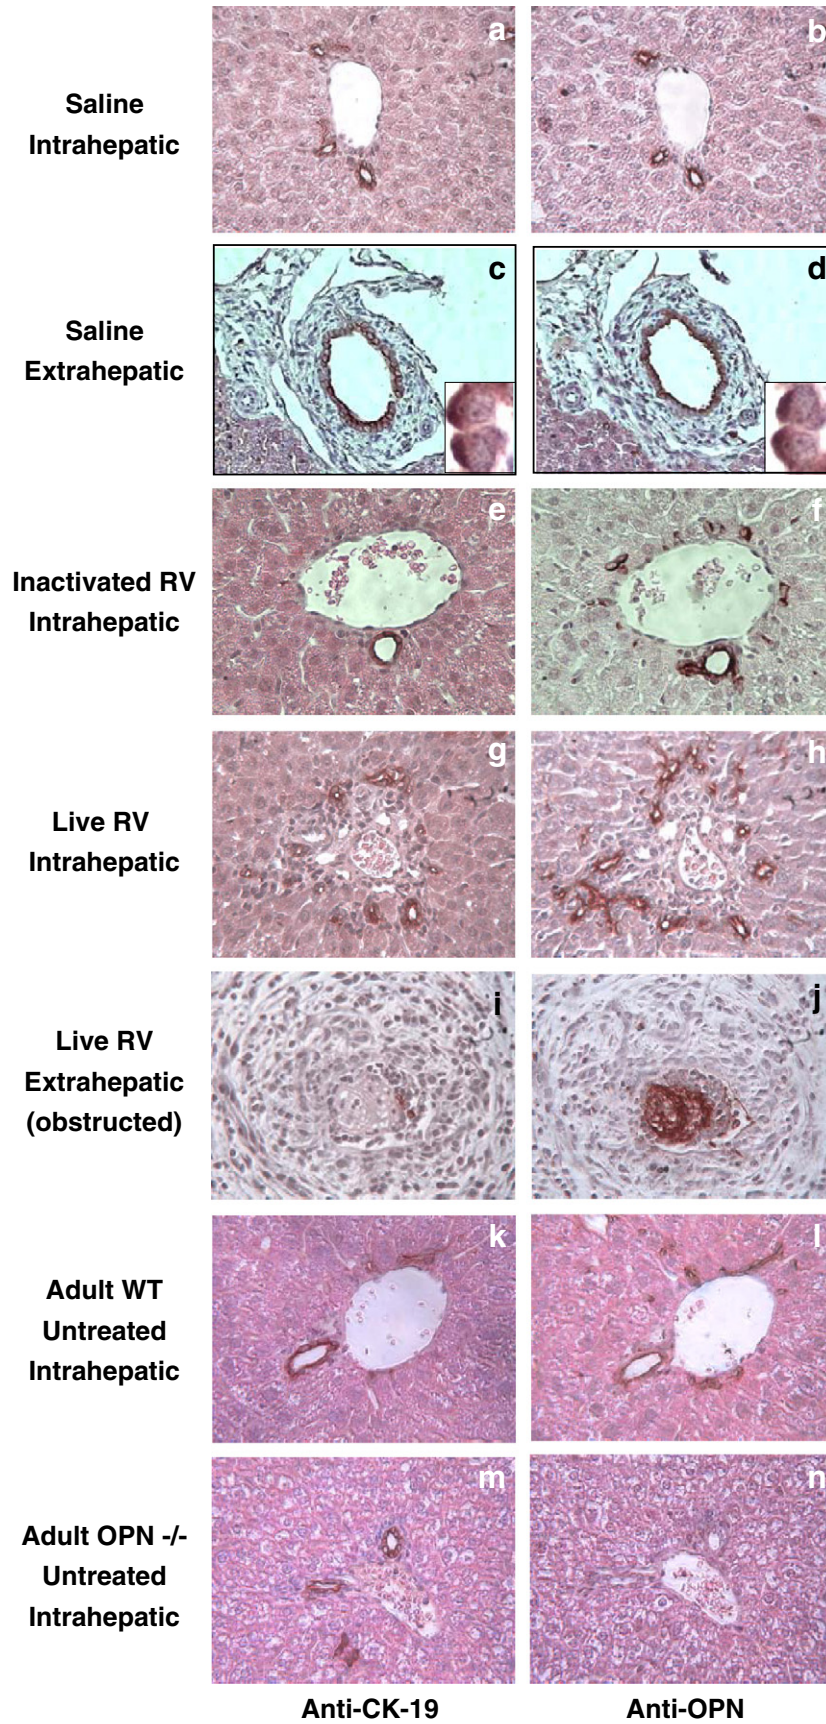 a
b
Saline
Intrahepatic
c
d
Saline
Extrahepatic
e
f
Inactivated RV
Intrahepatic
g
h
Live RV
Intrahepatic
i
j
Live RV
Extrahepatic
(obstructed)
k
l
Adult WT
Untreated
Intrahepatic
m
n
Adult OPN -/-
Untreated
Intrahepatic
Anti-CK-19
Anti-OPN